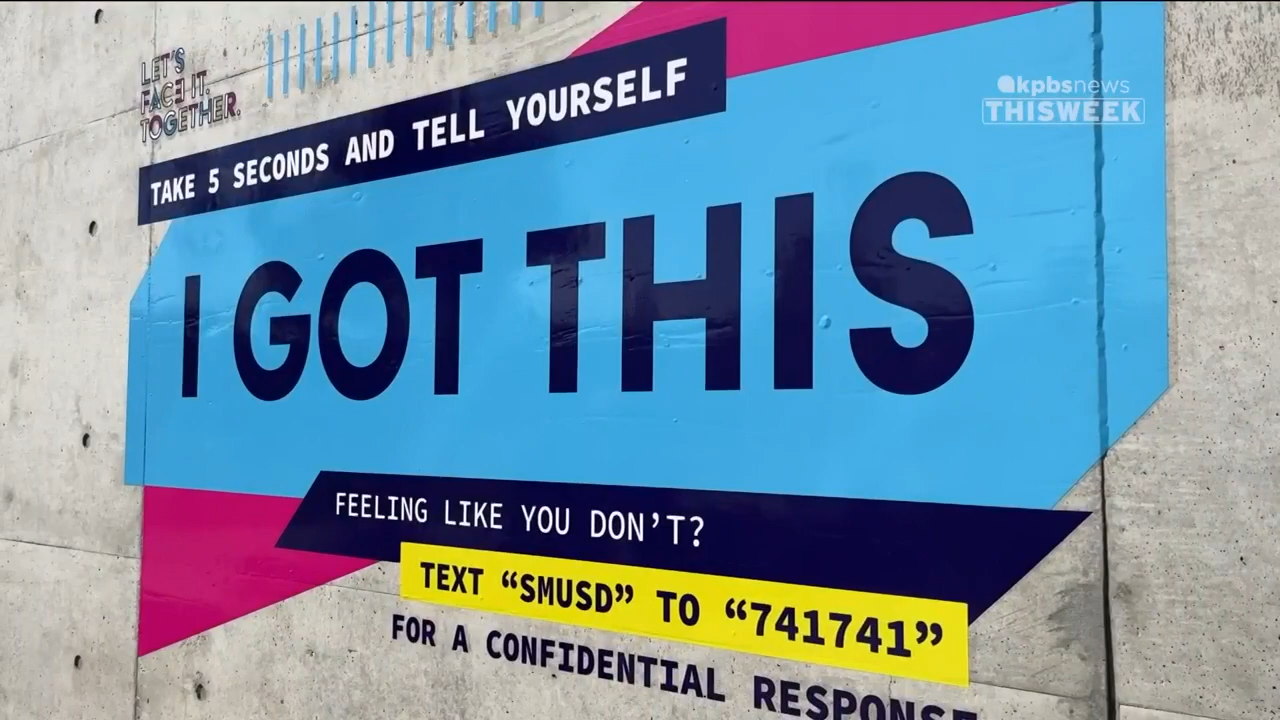 LET'S
FACE IT.
TOGETHER.
kpbsnews
THISWEEK
TAKE 5 SECONDS AND TELL YOURSELF
I GOT THIS
FEELING LIKE YOU DON'T?
TEXT “SMUSD” TO “741741”
FOR A CONFIDENTIAL RESPONSE